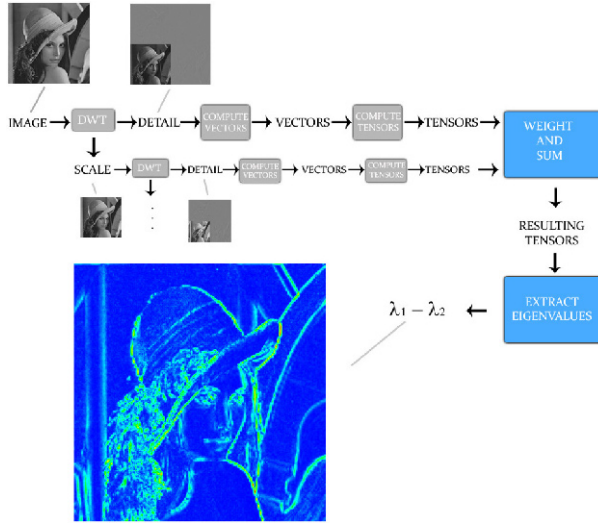 IMAGE
DWT
DETAIL
COMPUTE
VECTORS
VECTORS
COMPUTE
TENSORS
TENSORS
WEIGHT
AND
SUM
SCALE
DWT
DETAIL
COMPUTE
VECTORS
VECTORS
COMPUTE
TENSORS
TENSORS
RESULTING
TENSORS
EXTRACT
EIGENVALUES
λ1 − λ2